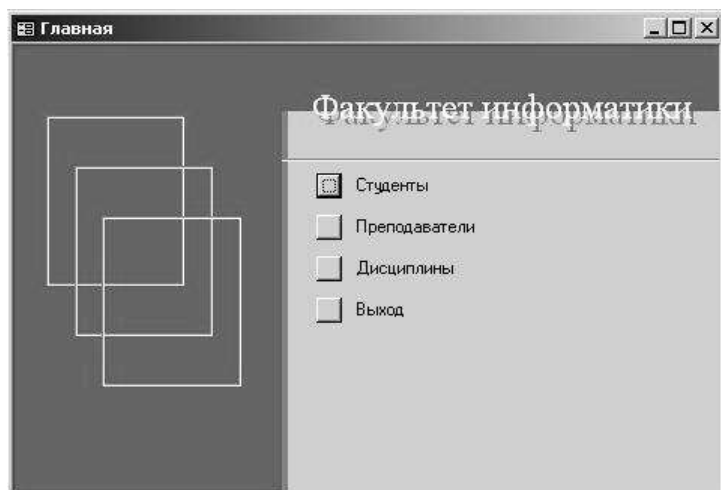 Главная
Факультет информатики
Студенты
Преподаватели
Дисциплины
Выход